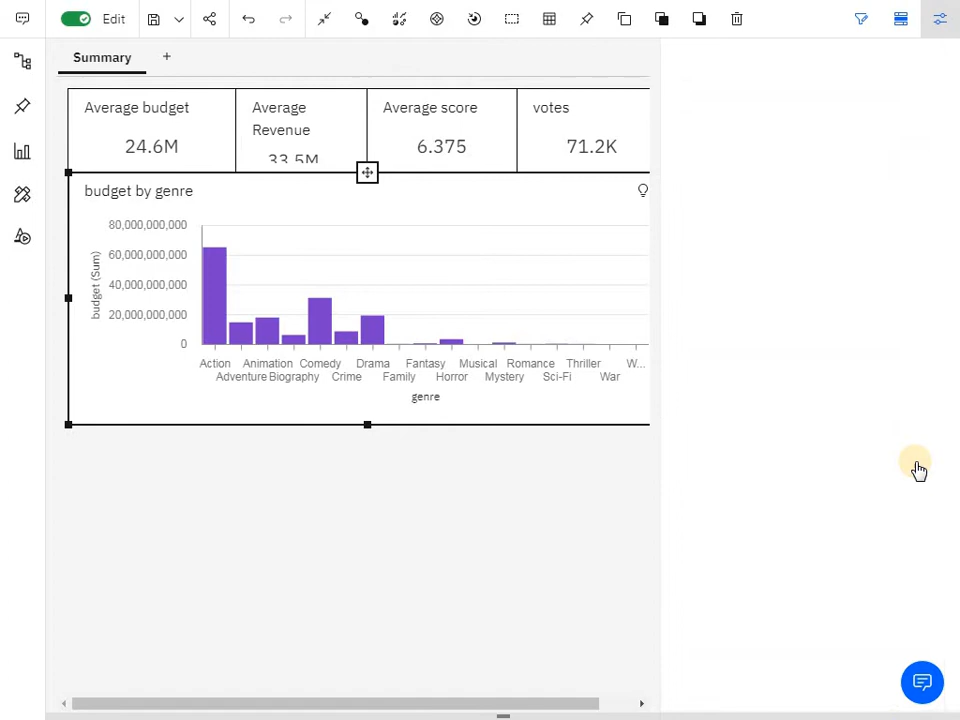 Edit
Summary +
Average budget
24.6M
Average
Revenue
33.5M
Average score
6.375
votes
71.2K
budget by genre
80,000,000,000
60,000,000,000
40,000,000,000
20,000,000,000
0
budget (Sum)
Action Animation Comedy Drama Fantasy Musical Romance Thriller W...
Adventure Biography Crime Family Horror Mystery Sci-Fi War
genre